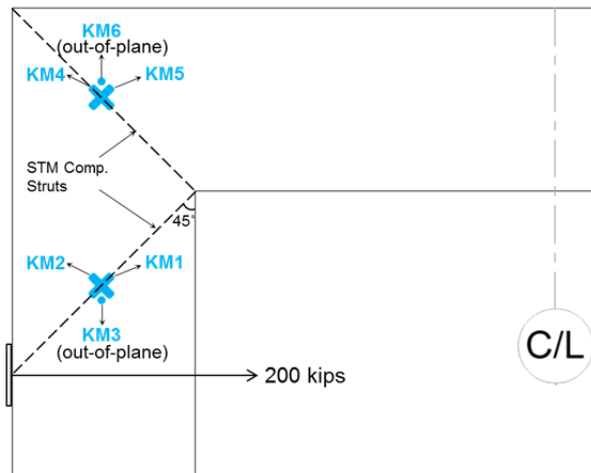 KM6
(out-of-plane)
KM4
KM5
STM Comp.
Struts
45°
KM2
KM1
KM3
(out-of-plane)
C/L
200 kips